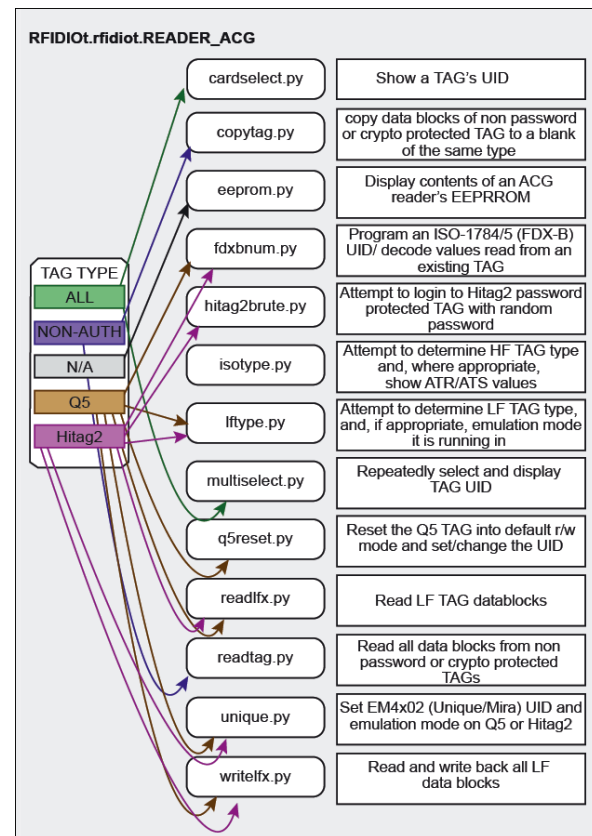 RFIDIOt.rfidiot.READER_ACG
cardselect.py
Show a TAG's UID
copytag.py
copy data blocks of non password
or crypto protected TAG to a blank
of the same type
eeprom.py
Display contents of an ACG
reader's EEPRROM
fdxbnum.py
Program an ISO-1784/5 (FDX-B)
UID/ decode values read from an
existing TAG
TAG TYPE
ALL
NON-AUTH
N/A
Q5
Hitag2
hitag2brute.py
Attempt to login to Hitag2 password
protected TAG with random
password
isotype.py
Attempt to determine HF TAG type
and, where appropriate,
show ATR/ATS values
lftype.py
Attempt to determine LF TAG type,
and, if appropriate, emulation mode
it is running in
multiselect.py
Repeatedly select and display
TAG UID
q5reset.py
Reset the Q5 TAG into default r/w
mode and set/change the UID
readlfx.py
Read LF TAG datablocks
readtag.py
Read all data blocks from non
password or crypto protected
TAGs
unique.py
Set EM4x02 (Unique/Mira) UID and
emulation mode on Q5 or Hitag2
writelfx.py
Read and write back all LF
data blocks